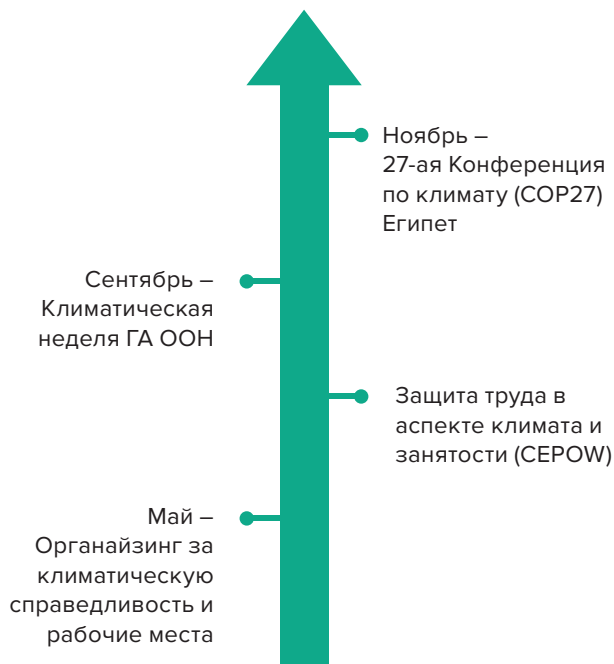 Ноябрь –
27-ая Конференция
по климату (COP27)
Египет
Сентябрь –
Климатическая
неделя ГА ООН
Защита труда в
аспекте климата и
занятости (CEPOW)
Май –
Органайзинг за
климатическую
справедливость и
рабочие места